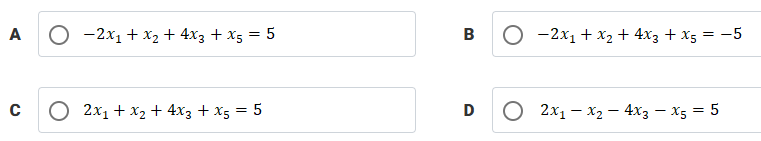 A −2x₁ + x₂ + 4x₃ + x₅ = 5
B −2x₁ + x₂ + 4x₃ + x₅ = −5
C 2x₁ + x₂ + 4x₃ + x₅ = 5
D 2x₁ − x₂ − 4x₃ − x₅ = 5